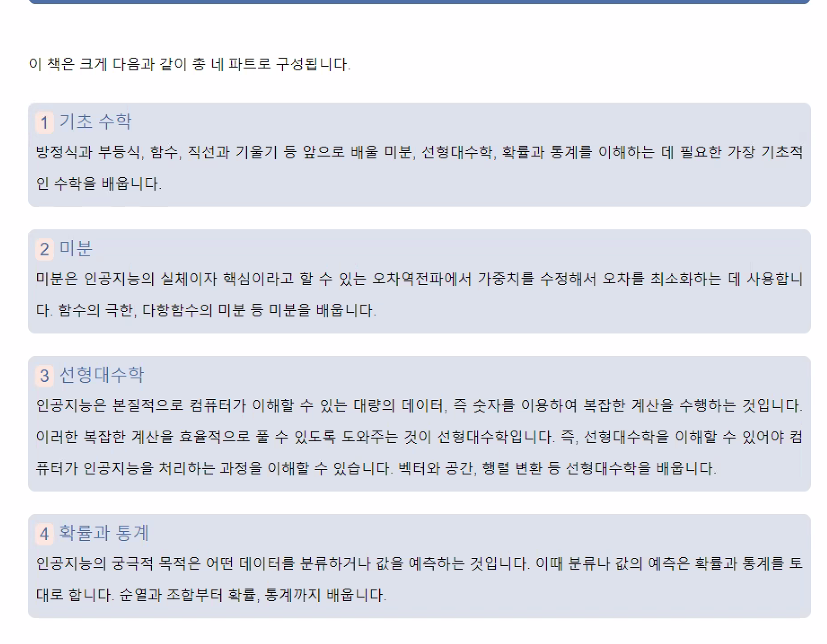 이 책은 크게 다음과 같이 총 네 파트로 구성됩니다.
1 기초 수학
방정식과 부등식, 함수, 직선과 기울기 등 앞으로 배울 미분, 선형대수학, 확률과 통계를 이해하는 데 필요한 가장 기초적
인 수학을 배웁니다.
2 미분
미분은 인공지능의 실체이자 핵심이라고 할 수 있는 오차역전파에서 가중치를 수정해서 오차를 최소화하는 데 사용합니
다. 함수의 극한, 다항함수의 미분 등 미분을 배웁니다.
3 선형대수학
인공지능은 본질적으로 컴퓨터가 이해할 수 있는 대량의 데이터, 즉 숫자를 이용하여 복잡한 계산을 수행하는 것입니다.
이러한 복잡한 계산을 효율적으로 풀 수 있도록 도와주는 것이 선형대수학입니다. 즉, 선형대수학을 이해할 수 있어야 컴
퓨터가 인공지능을 처리하는 과정을 이해할 수 있습니다. 벡터와 공간, 행렬 변환 등 선형대수학을 배웁니다.
4 확률과 통계
인공지능의 궁극적 목적은 어떤 데이터를 분류하거나 값을 예측하는 것입니다. 이때 분류나 값의 예측은 확률과 통계를 토
대로 합니다. 순열과 조합부터 확률, 통계까지 배웁니다.